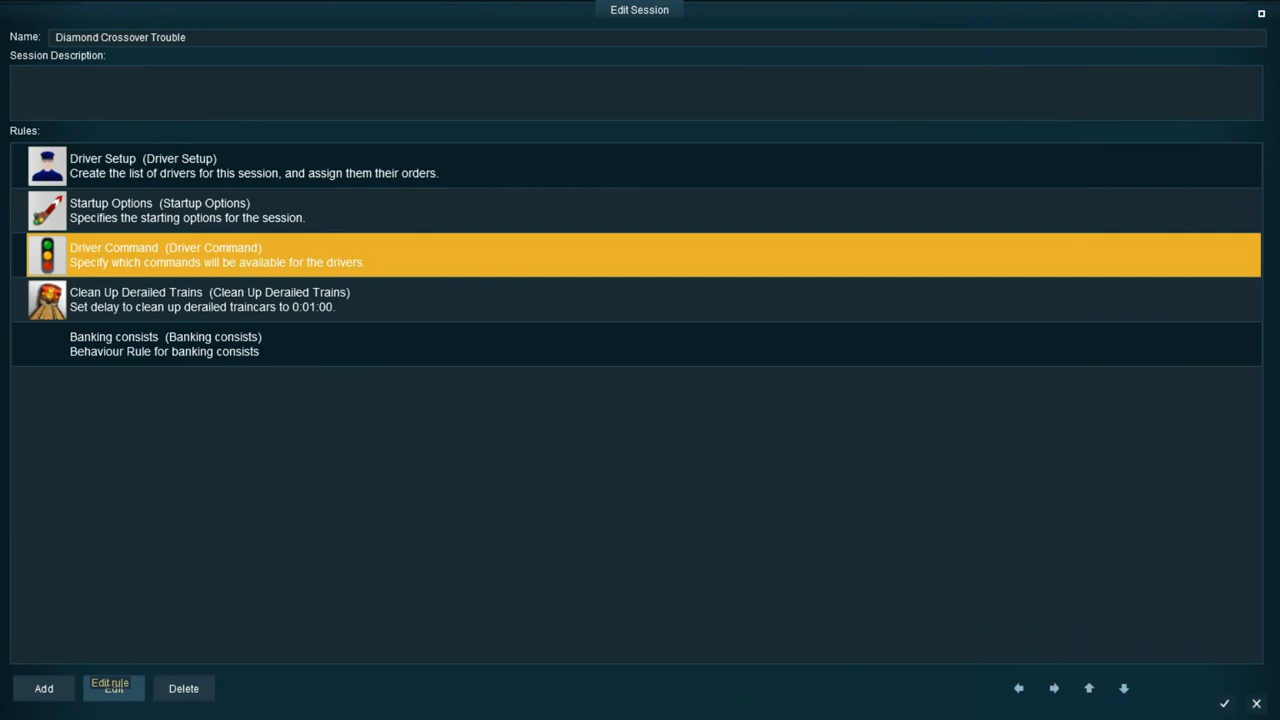 Edit Session
Name: Diamond Crossover Trouble
Session Description:
Rules:
Driver Setup (Driver Setup)
Create the list of drivers for this session, and assign them their orders.
Startup Options (Startup Options)
Specifies the starting options for the session.
Driver Command (Driver Command)
Specify which commands will be available for the drivers.
Clean Up Derailed Trains (Clean Up Derailed Trains)
Set delay to clean up derailed traincars to 0:01:00.
Banking consists (Banking consists)
Behaviour Rule for banking consists
Edit rule
Add Edit Delete